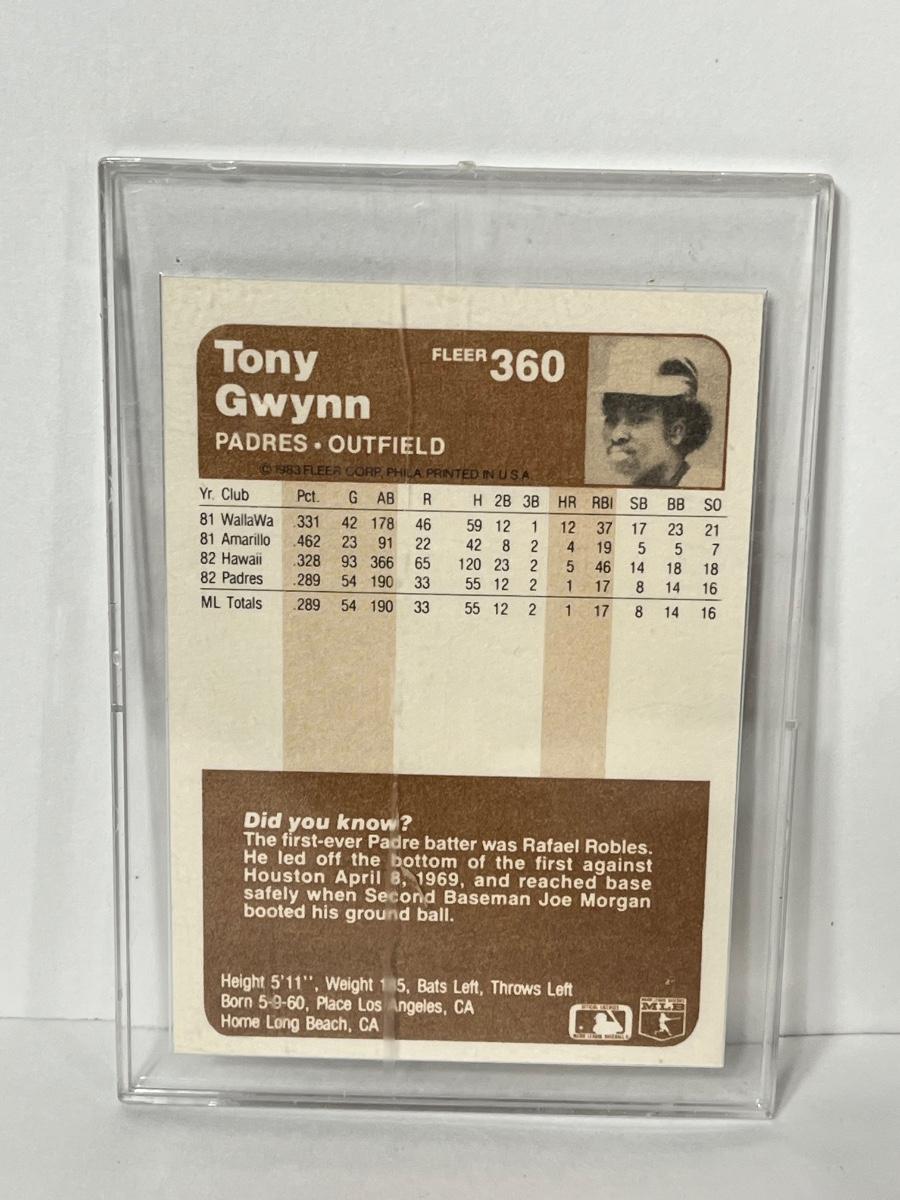 Tony
Gwynn
FLEER 360
PADRES • OUTFIELD
© 1983 FLEER CORP., PHILA. PRINTED IN U.S.A.
Yr. Club Pct. G AB R H 2B 3B HR RBI SB BB SO
81 WallaWa .331 42 178 46 59 12 1 12 37 17 23 21
81 Amarillo .462 23 91 22 42 8 2 4 19 5 5 7
82 Hawaii .328 93 366 65 120 23 2 5 46 14 18 18
82 Padres .289 54 190 33 55 12 2 1 17 8 14 16
ML Totals .289 54 190 33 55 12 2 1 17 8 14 16
Did you know?
The first-ever Padre batter was Rafael Robles.
He led off the bottom of the first against
Houston April 8, 1969, and reached base
safely when Second Baseman Joe Morgan
booted his ground ball.
Height 5'11'', Weight Bats Left, Throws Left
Born 5-9-60, Place Los Angeles, CA
Home Long Beach, CA
MLB